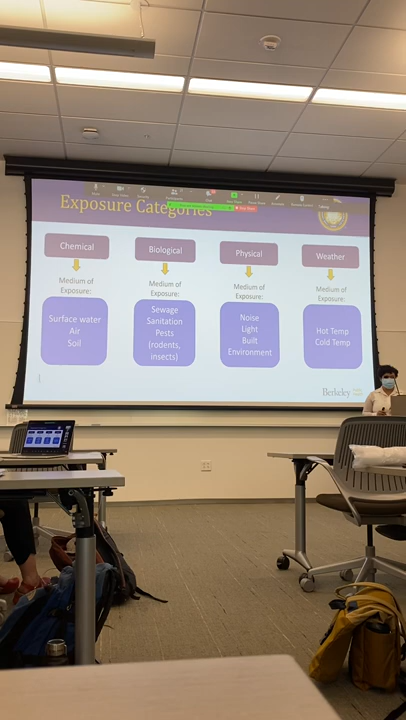 Exposure Categories
Chemical
Biological
Physical
Weather
Medium of
Exposure:
Medium of
Exposure:
Medium of
Exposure:
Medium of
Exposure:
Surface water
Air
Soil
Sewage
Sanitation
Pests
(rodents,
insects)
Noise
Light
Built
Environment
Hot Temp
Cold Temp
Berkeley